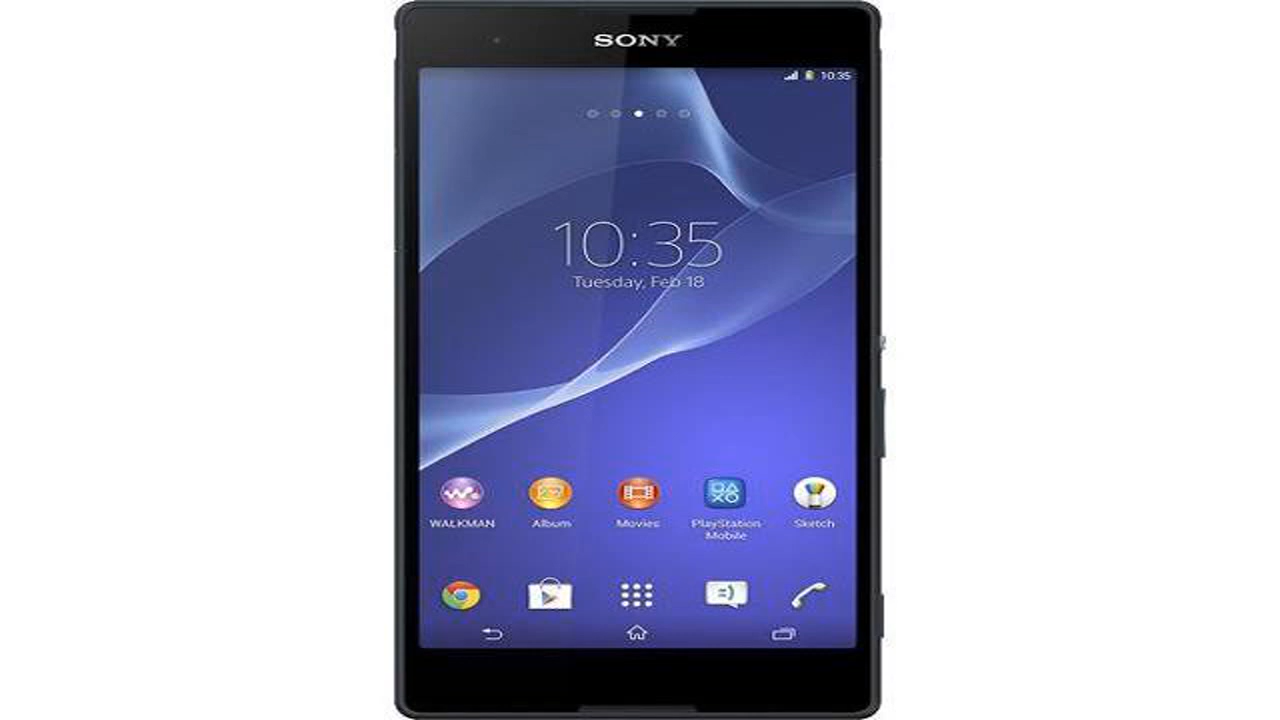 SONY
10:35
10:35
Tuesday, Feb 18
WALKMAN Album Movies PlayStation Mobile Sketch